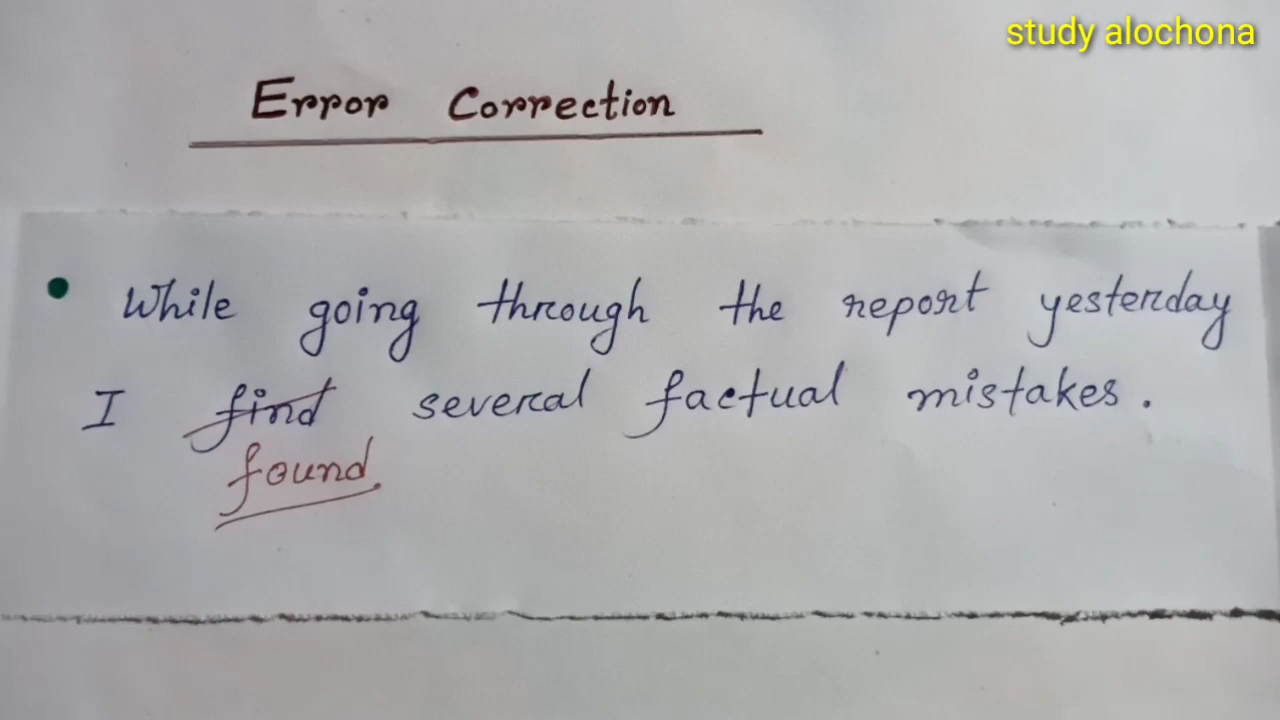 study alochona
Error Correction
• While going through the report yesterday
I find several factual mistakes.
found